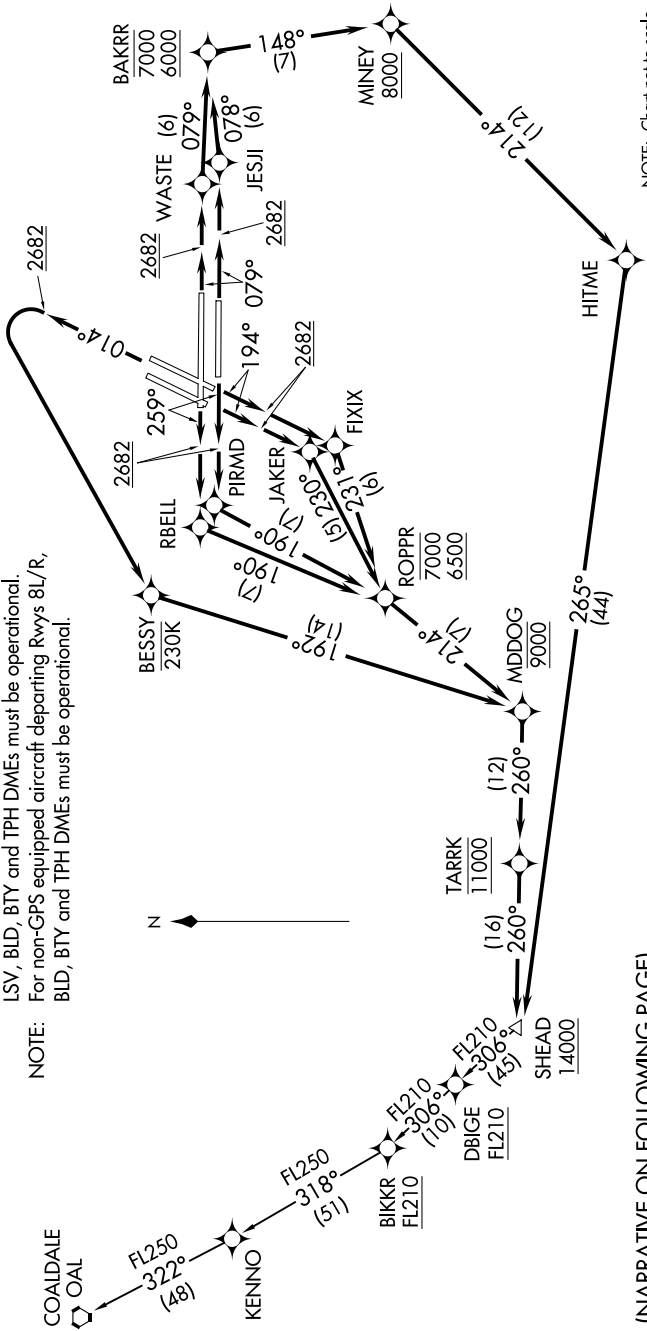 LSV, BLD, BTY and TPH DMEs must be operational.
NOTE: For non-GPS equipped aircraft departing Rwys 8L/R,
BLD, BTY and TPH DMEs must be operational.
COALDALE
OAL
FL250
322°
(48)
KENNO
FL250
318°
(51)
BIKKR
FL210
FL210
306°
(10)
DBIGE
FL210
FL210
306°
(45)
SHEAD
14000
N
(16)
260°
TARRK
11000
(12)
260°
MDDOG
9000
BESSY
230K
192°
(14)
214°
(7)
ROPPR
7000
6500
RBELL
190°
(7)
PIRMD
190°
(7)
JAKER
(5) 230°
FIXIX
231°
(6)
2682
259°
194°
2682
014°
2682
079°
2682
2682
WASTE
(6)
079°
JESJI
078°
(6)
BAKRR
7000
6000
148°
(7)
MINEY
8000
214°
(12)
HITME
265°
(44)
(NARRATIVE ON FOLLOWING PAGE)